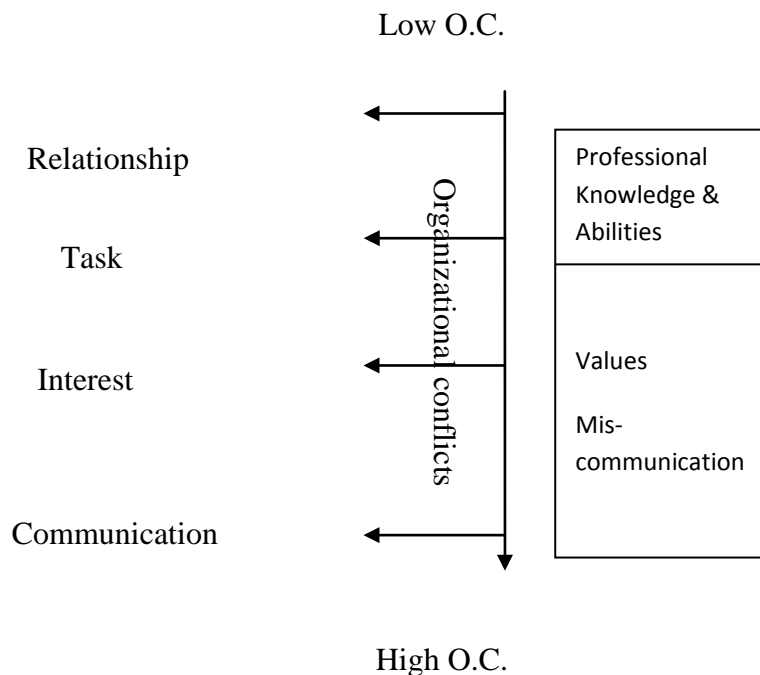 Low O.C.
Relationship
Task
Interest
Communication
Organizational conflicts
Professional
Knowledge &
Abilities
Values
Mis-
communication
High O.C.